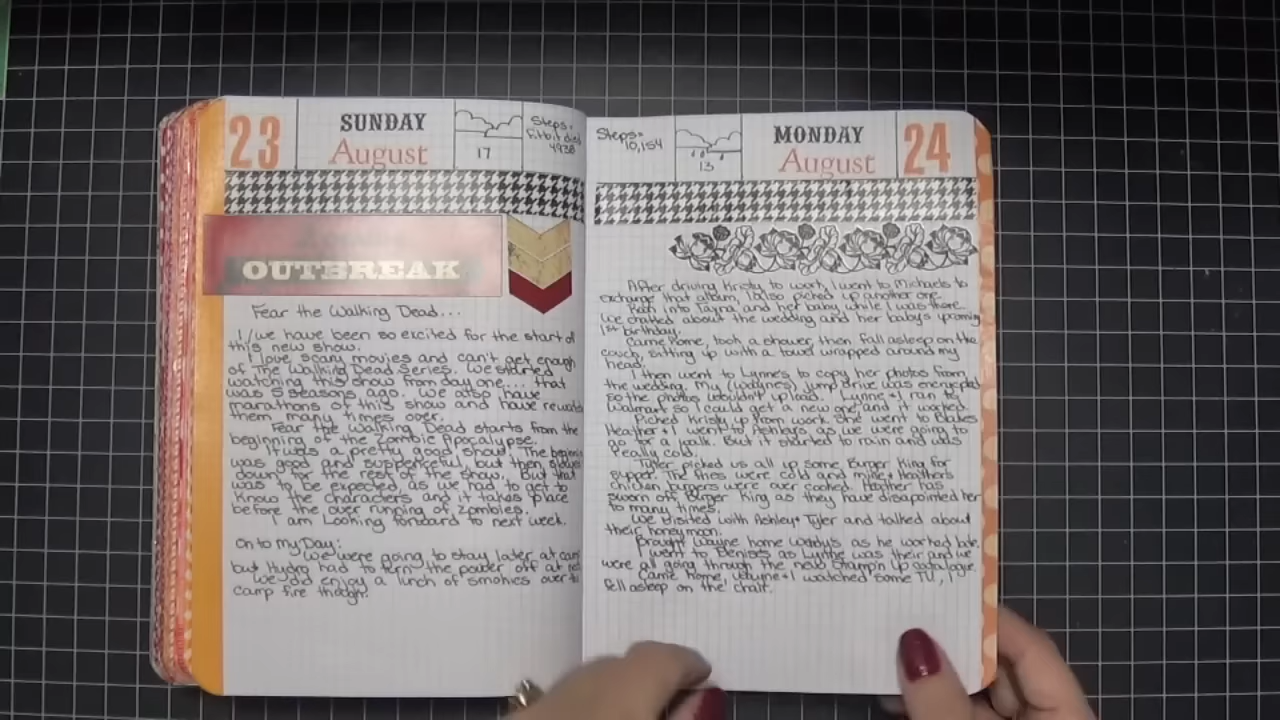 23
SUNDAY
August
17
Steps:
Fitbit died
4938
OUTBREAK
Fear the Walking Dead...
I/we have been so excited for the start of
this new show.
I love scary movies and can't get enough
of The Walking Dead Series. We started
watching this show from day one.... that
was 5 seasons ago. We also have
marathons of this show and have
them many times over.
Fear the Walking Dead starts from the
beginning of the Zombie Apocalypse.
It was a pretty good show. The
was good and suspenceful, but then
down for the rest of the show. But that
was to be expected as we had to get to
know the characters and it takes place
before the over running of zombies.
I am Looking forward to next week.
On to my Day:
We were going to stay later at
but Hydro had to tern the power off at
We did enjoy a lunch of smokies over
camp fire though.
Steps:
10,154
13
MONDAY
August
24
After driving Kristy to work, I went to Michaels to
exchange that album, I also picked up another one.
Ran into Tayna and her baby while I was there.
We chatted about the wedding and her baby's upcoming
1st birthday.
Came home, took a shower, then fall asleep on the
couch, sitting up with a towel wrapped around my
head.
I then went to Lynnes to copy her photos from
the wedding. My (Waynes) jump drive was encrypted
so the photos wouldn't upload. Lynne + I ran to
Walmart so I could get a new one, and it worked.
Picked Kristy up from work, one went to
Heather + I went to Ashleys as we were going to
go for a walk. But it started to rain and was
really cold.
Tyler picked us all up some Burger King for
supper. The fries were cold and mine + Heathers
chicken burgers were over cooked. Heather has
sworn off Burger King as they have disapointed her
to many times.
We visited with Ashley + Tyler and talked about
their honeymoon.
Brought Wayne home Wendys as he worked late.
I went to Denises as Lynne was their and we
were all going through the new Stampin Up catalogue.
Came home, Wayne + I watched some TV, I
fell asleep on the chair.